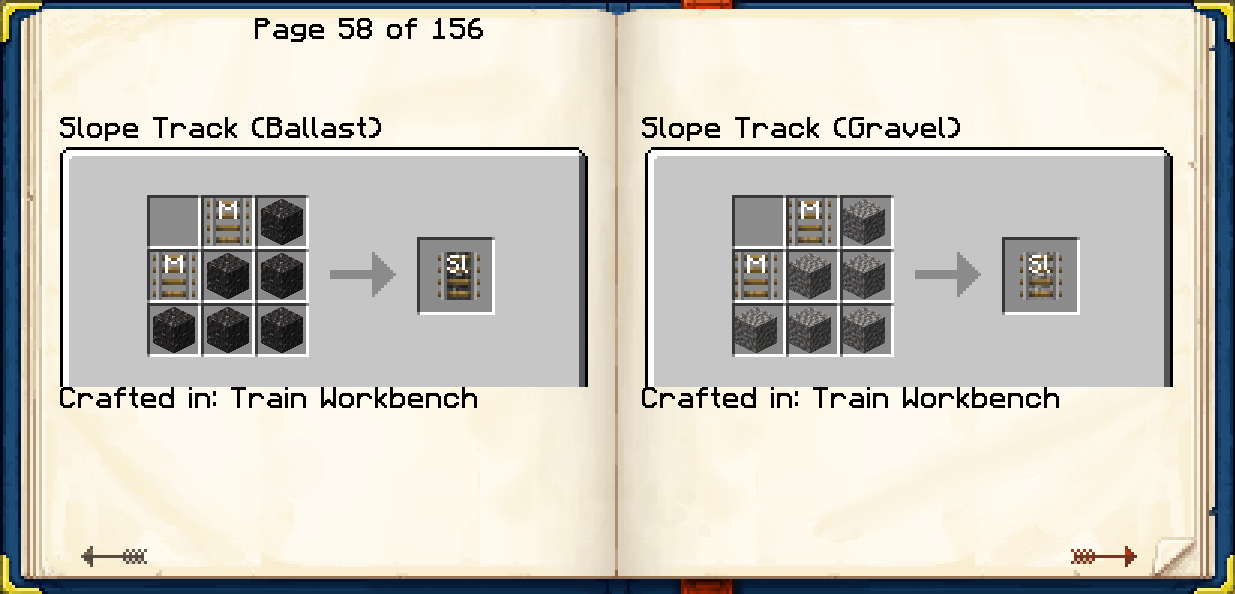 Page 58 of 156
Slope Track (Ballast)
M
M
Sl
Crafted in: Train Workbench
Slope Track (Gravel)
M
M
Sl
Crafted in: Train Workbench